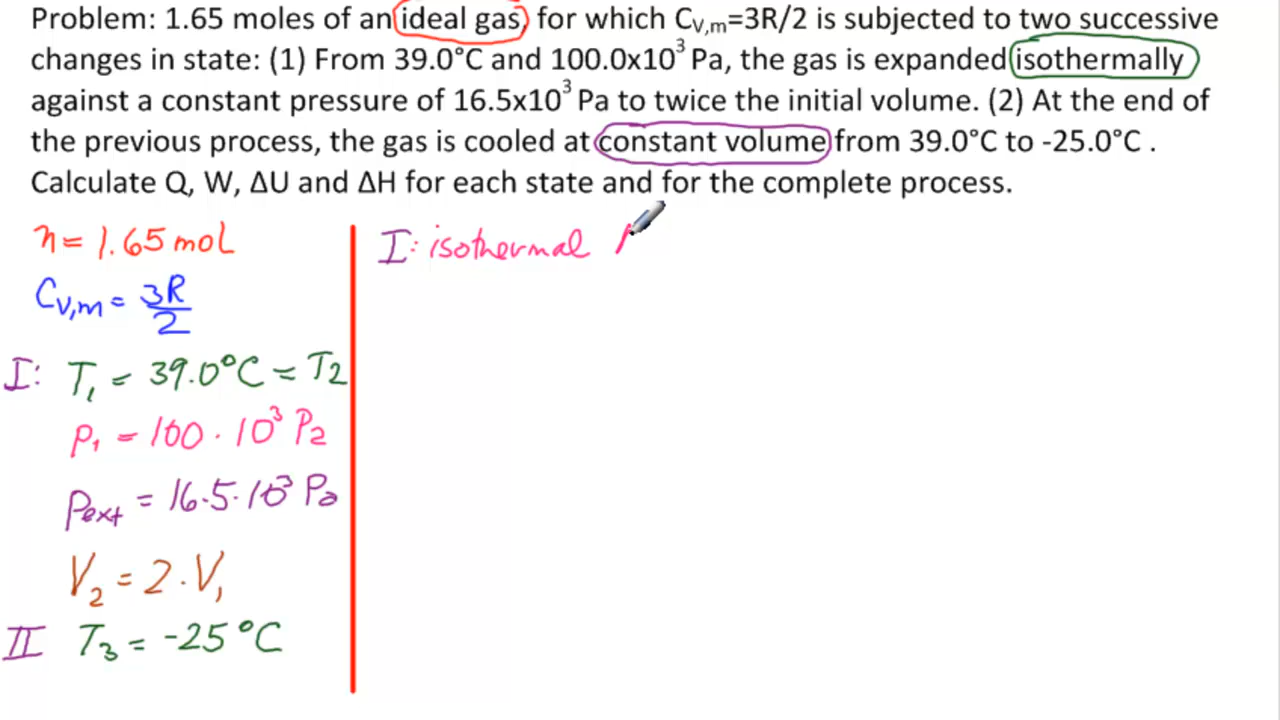 Problem: 1.65 moles of an ideal gas, for which C_V,m=3R/2 is subjected to two successive
changes in state: (1) From 39.0°C and 100.0x10³ Pa, the gas is expanded isothermally
against a constant pressure of 16.5x10³ Pa to twice the initial volume. (2) At the end of
the previous process, the gas is cooled at constant volume from 39.0°C to -25.0°C .
Calculate Q, W, ΔU and ΔH for each state and for the complete process.
n = 1.65 mol
C_V,m = 3R/2
I: T₁ = 39.0°C = T₂
P₁ = 100 · 10³ Pa
Pext = 16.5·10³ Pa
V₂ = 2·V₁
II T₃ = -25°C
I: isothermal